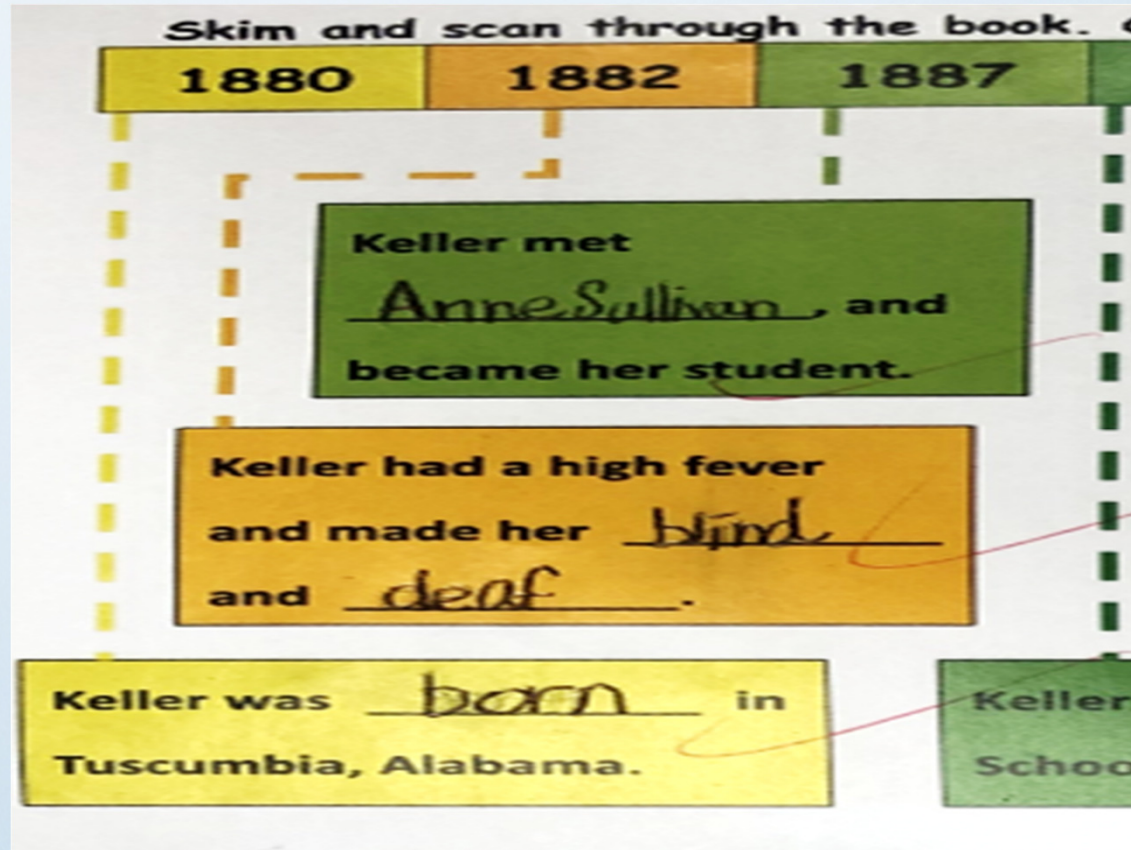 Skim and scan through the book.
1880 1882 1887
Keller met
Anne Sullivan, and
became her student.
Keller had a high fever
and made her blind
and deaf.
Keller was born in
Tuscumbia, Alabama.
Keller
Schoo